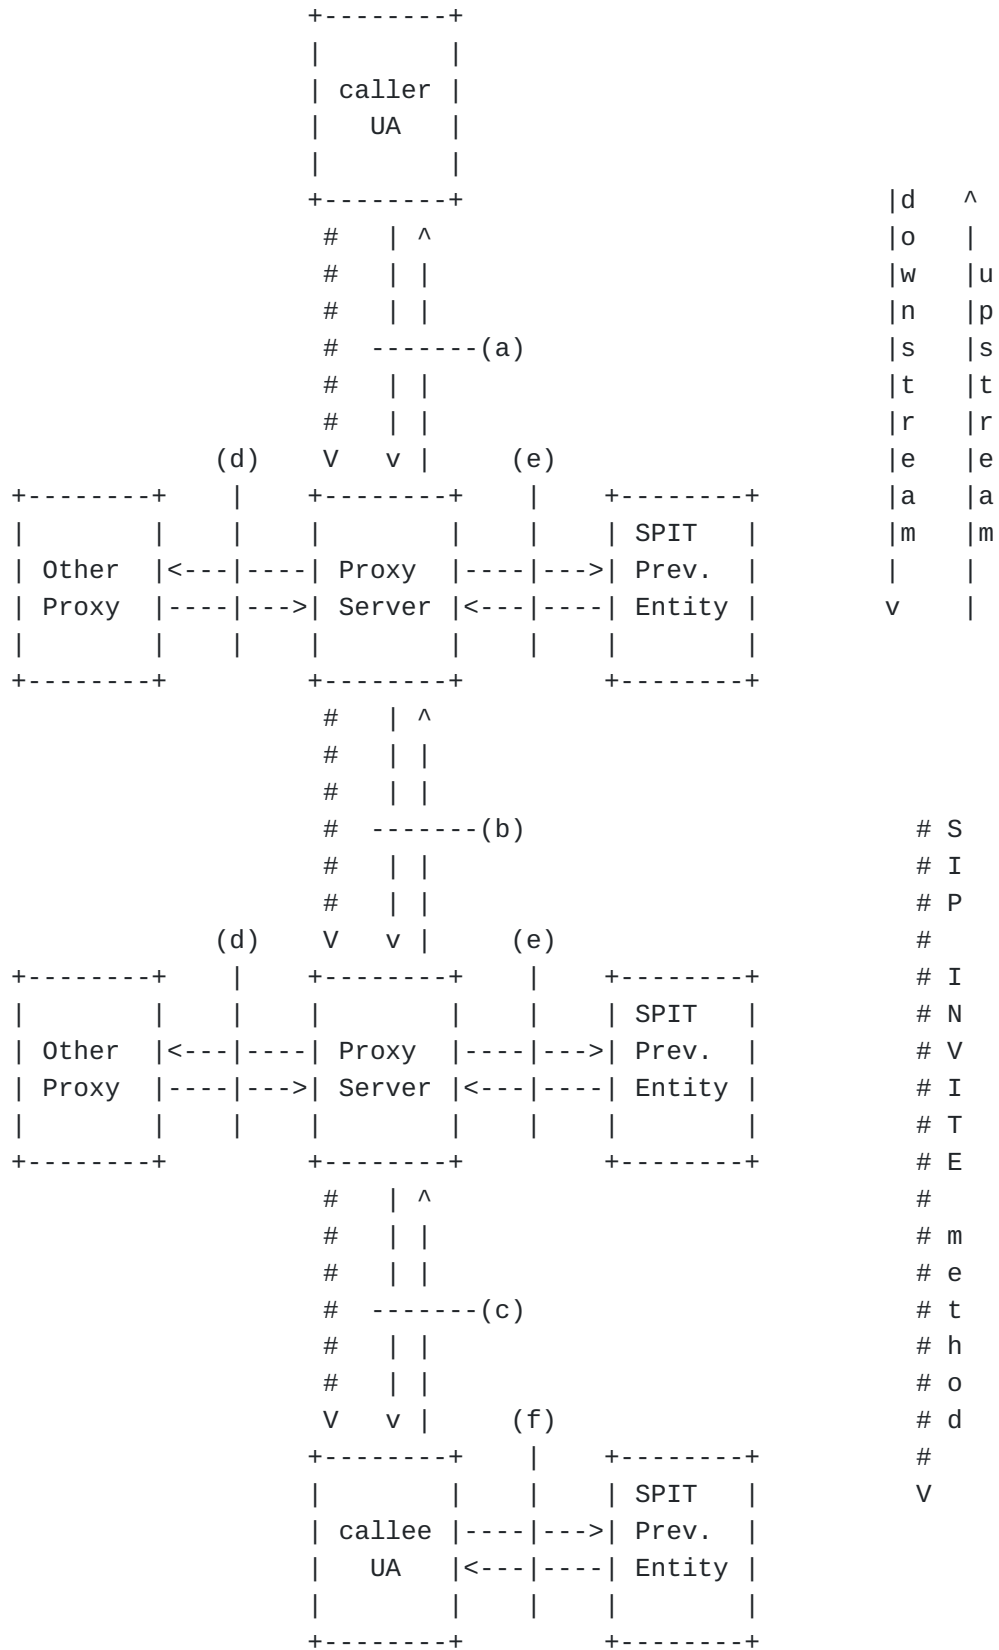 caller
UA
(a)
(d) (e)
Other
Proxy
Proxy
Server
SPIT
Prev.
Entity
downstream
upstream
(b)
(d) (e)
Other
Proxy
Proxy
Server
SPIT
Prev.
Entity
SIP INVITE method
(c)
(f)
callee
UA
SPIT
Prev.
Entity